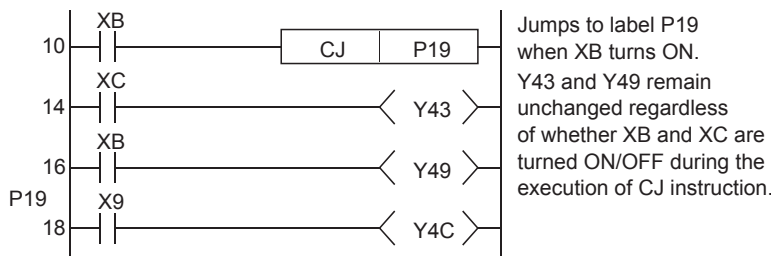 XB
10 CJ P19
XC
14 Y43
XB
16 Y49
P19 X9
18 Y4C
Jumps to label P19
when XB turns ON.
Y43 and Y49 remain
unchanged regardless
of whether XB and XC are
turned ON/OFF during the
execution of CJ instruction.